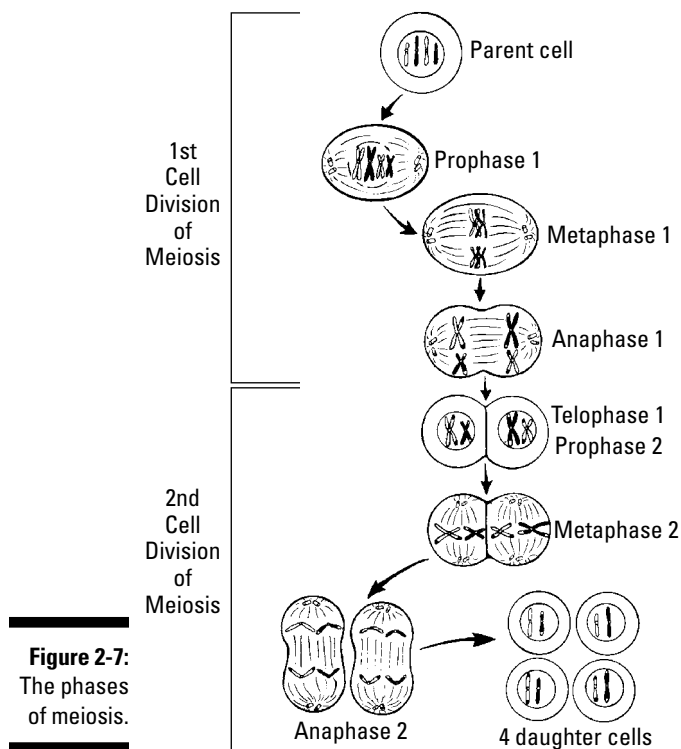 Parent cell
Prophase 1
1st
Cell
Division
of
Meiosis
Metaphase 1
Anaphase 1
Telophase 1
Prophase 2
2nd
Cell
Division
of
Meiosis
Metaphase 2
Figure 2-7:
The phases
of meiosis.
Anaphase 2
4 daughter cells